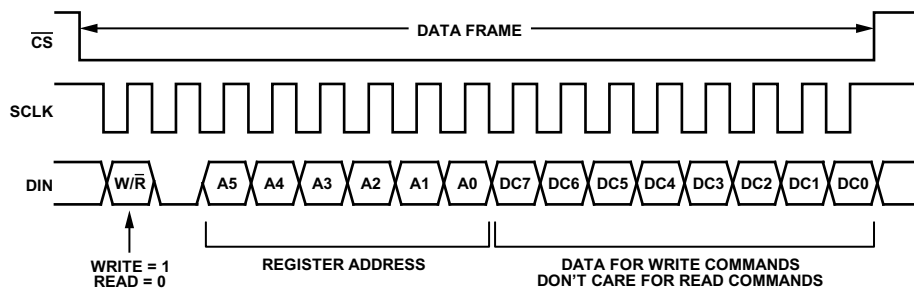 DATA FRAME
CS
SCLK
DIN
W/R
A5 A4 A3 A2 A1 A0 DC7 DC6 DC5 DC4 DC3 DC2 DC1 DC0
WRITE = 1
READ = 0
REGISTER ADDRESS
DATA FOR WRITE COMMANDS
DON'T CARE FOR READ COMMANDS